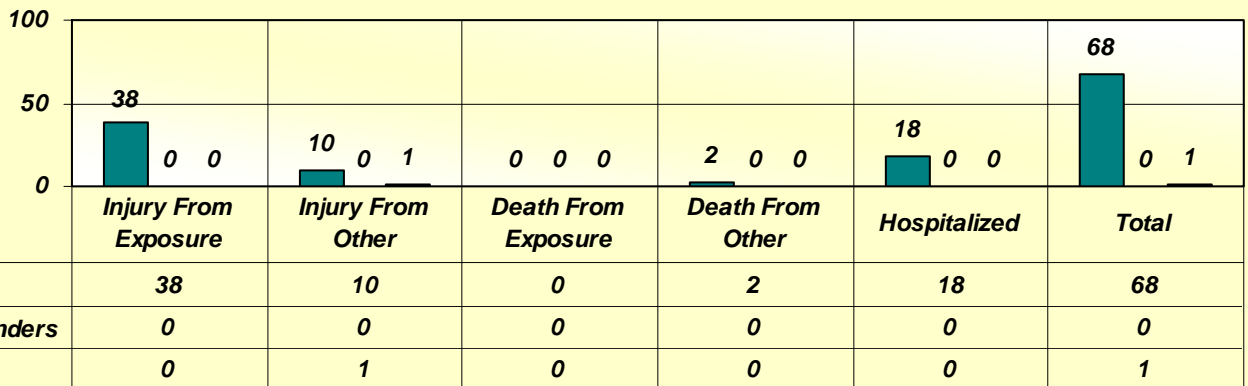 100
68
50
38
18
10
0 0
0 1
0 0 0
2 0 0
0 0
0 1
0
Injury From Exposure
Injury From Other
Death From Exposure
Death From Other
Hospitalized
Total
38 10 0 2 18 68
nders 0 0 0 0 0 0
0 1 0 0 0 1